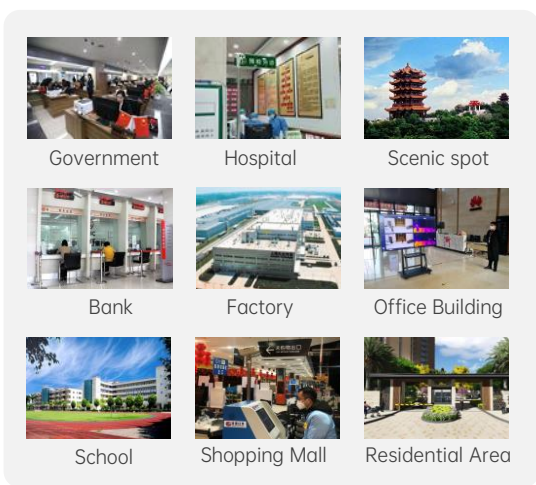 Government
Hospital
Scenic spot
Bank
Factory
Office Building
School
Shopping Mall
Residential Area